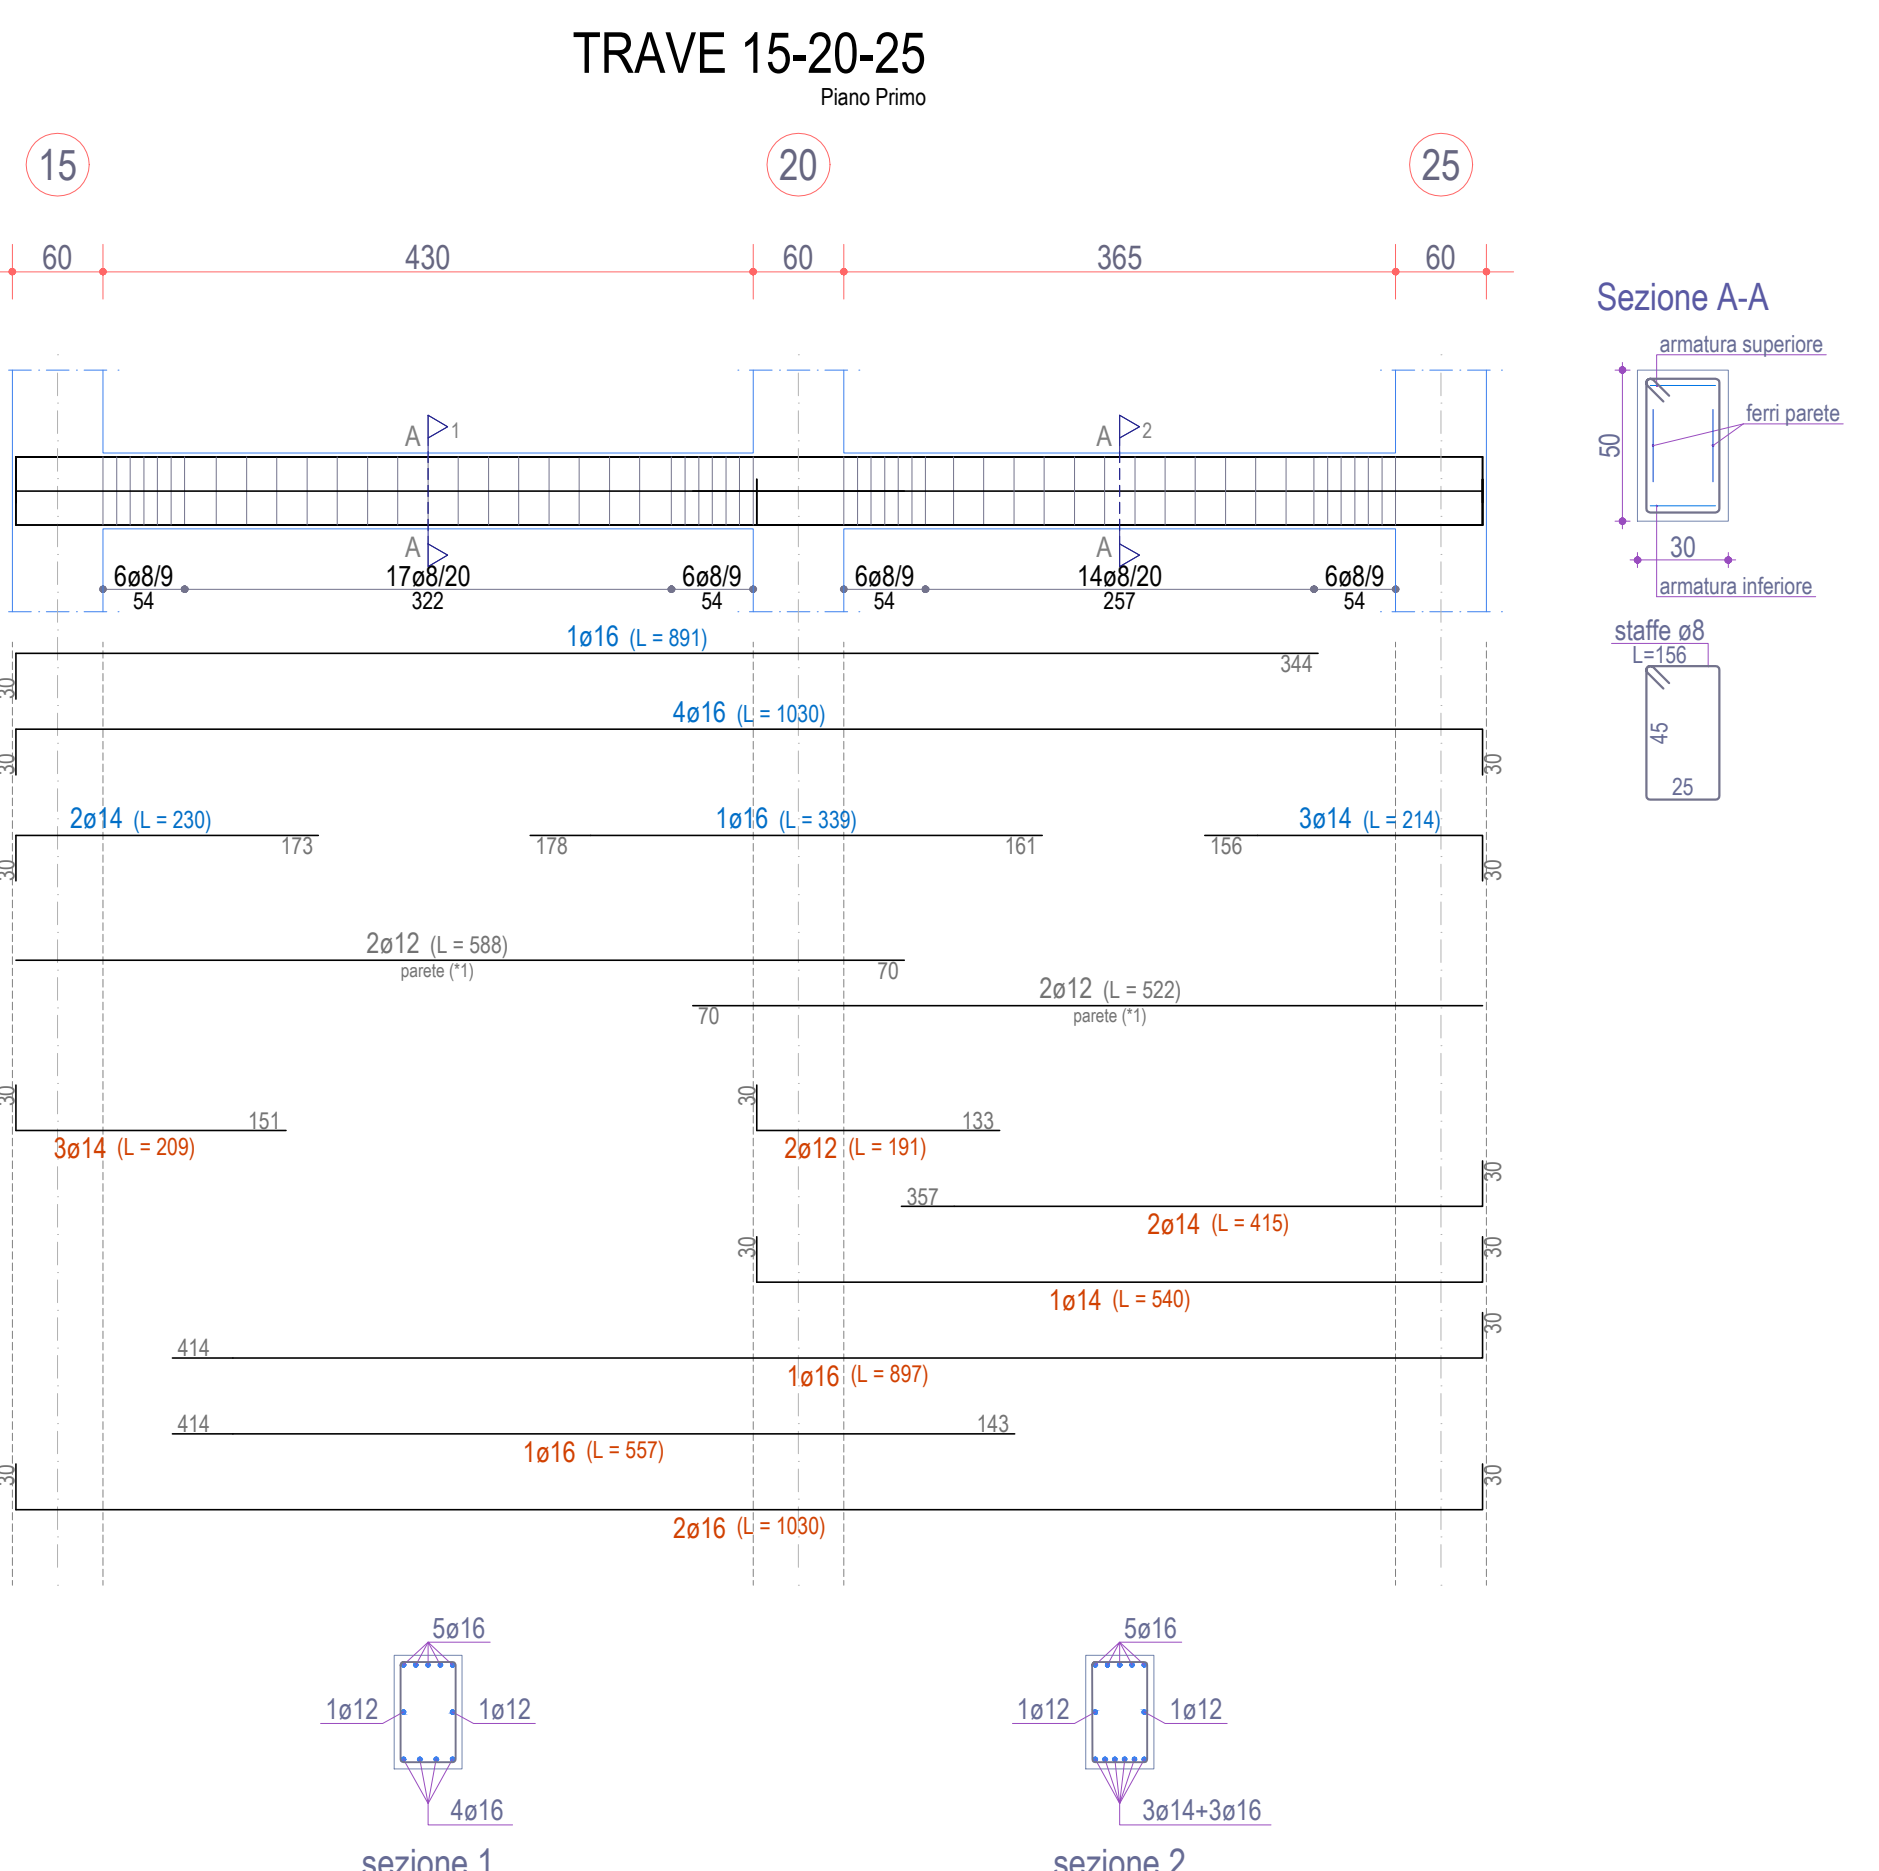 TRAVE 15-20-25
Piano Primo
15 20 25
60 430 60 365 60
Sezione A-A
armatura superiore
ferri parete
50
30
armatura inferiore
A 1 A 2
A A
6ø8/9 17ø8/20 6ø8/9 6ø8/9 14ø8/20 6ø8/9
54 322 54 54 257 54
staffe ø8
L=156
45
25
1ø16 (L = 891)
30 344
4ø16 (L = 1030)
30 30
2ø14 (L = 230) 1ø16 (L = 339) 3ø14 (L = 214)
30 173 178 161 156 30
2ø12 (L = 588)
parete (*1) 70
2ø12 (L = 522)
70 parete (*1)
30 151 30 133
3ø14 (L = 209) 2ø12 (L = 191)
357 30
2ø14 (L = 415)
30 30
1ø14 (L = 540)
414 30
1ø16 (L = 897)
414 143
1ø16 (L = 557)
30 30
2ø16 (L = 1030)
5ø16 5ø16
1ø12 1ø12 1ø12 1ø12
4ø16 3ø14+3ø16
sezione 1 sezione 2